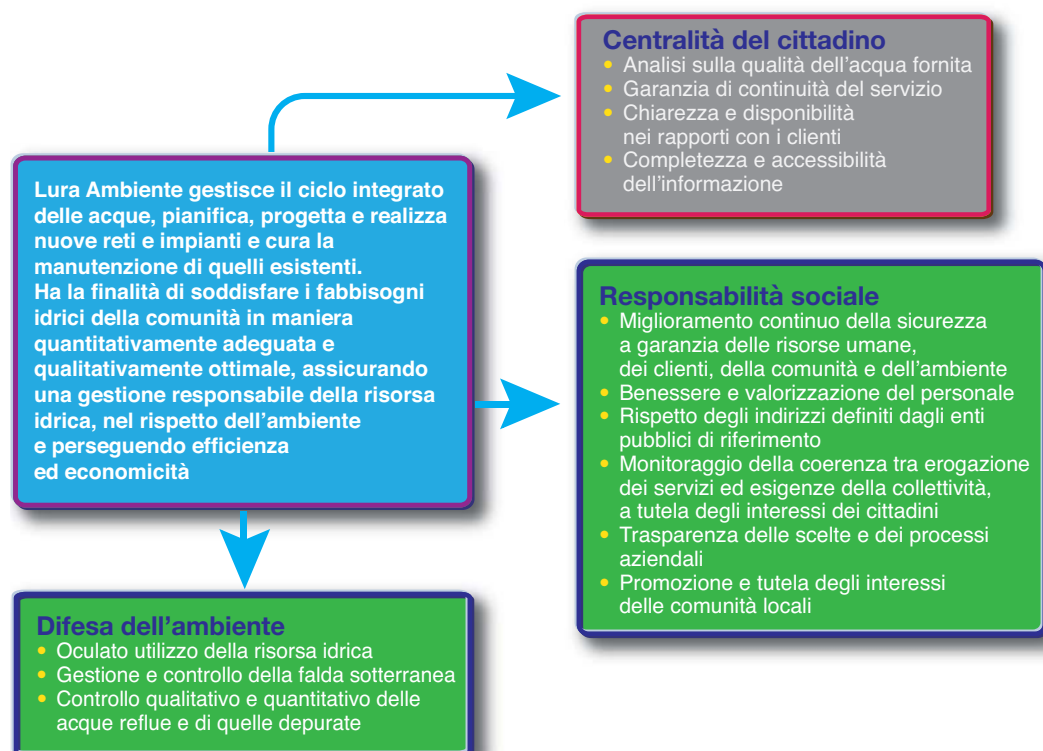 Centralità del cittadino
• Analisi sulla qualità dell’acqua fornita
• Garanzia di continuità del servizio
• Chiarezza e disponibilità
nei rapporti con i clienti
• Completezza e accessibilità
dell’informazione
Lura Ambiente gestisce il ciclo integrato
delle acque, pianifica, progetta e realizza
nuove reti e impianti e cura la
manutenzione di quelli esistenti.
Ha la finalità di soddisfare i fabbisogni
idrici della comunità in maniera
quantitativamente adeguata e
qualitativamente ottimale, assicurando
una gestione responsabile della risorsa
idrica, nel rispetto dell’ambiente
e perseguendo efficienza
ed economicità
Responsabilità sociale
• Miglioramento continuo della sicurezza
a garanzia delle risorse umane,
dei clienti, della comunità e dell’ambiente
• Benessere e valorizzazione del personale
• Rispetto degli indirizzi definiti dagli enti
pubblici di riferimento
• Monitoraggio della coerenza tra erogazione
dei servizi ed esigenze della collettività,
a tutela degli interessi dei cittadini
• Trasparenza delle scelte e dei processi
aziendali
• Promozione e tutela degli interessi
delle comunità locali
Difesa dell’ambiente
• Oculato utilizzo della risorsa idrica
• Gestione e controllo della falda sotterranea
• Controllo qualitativo e quantitativo delle
acque reflue e di quelle depurate